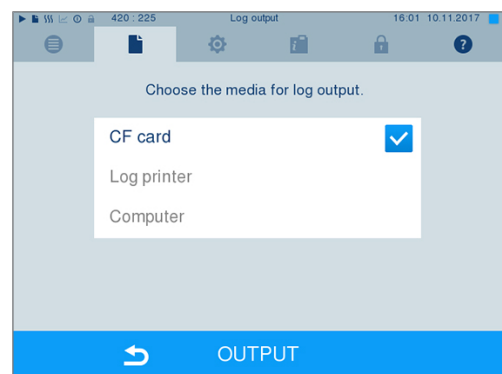 420 : 225 Log output 16:01 10.11.2017
?
Choose the media for log output.
CF card
Log printer
Computer
OUTPUT